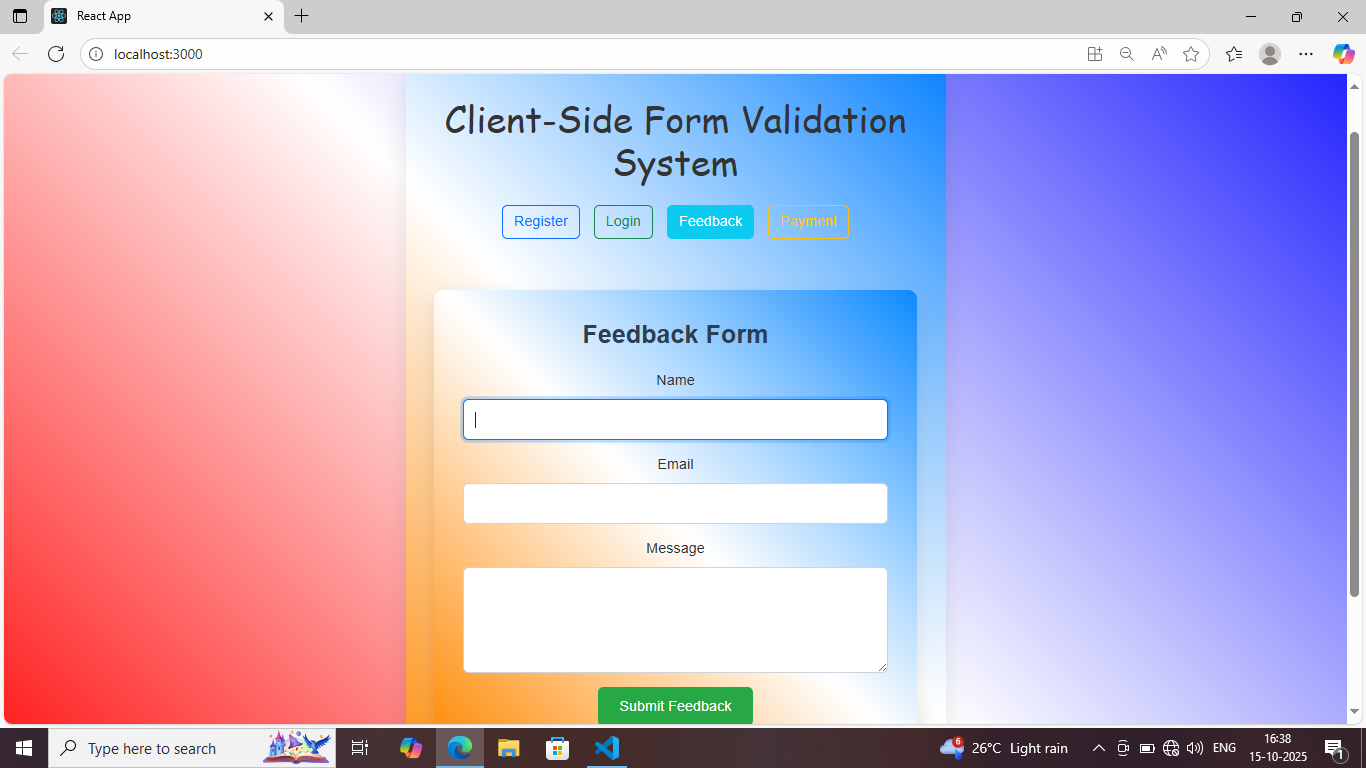 React App
localhost:3000
Client-Side Form Validation
System
Register Login Feedback Payment
Feedback Form
Name
Email
Message
Submit Feedback
Type here to search
6
26°C Light rain
ENG
16:38
15-10-2025
1